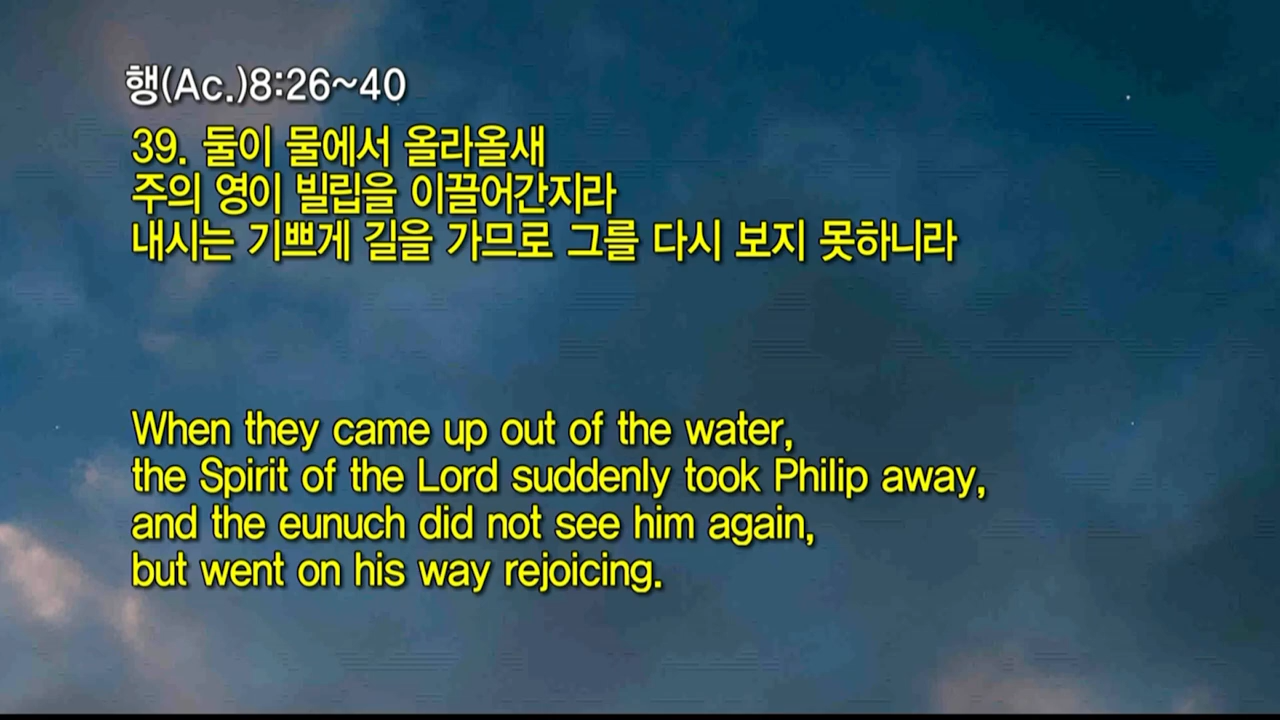 행(Ac.)8:26~40
39. 둘이 물에서 올라올새
주의 영이 빌립을 이끌어간지라
내시는 기쁘게 길을 가므로 그를 다시 보지 못하니라
When they came up out of the water,
the Spirit of the Lord suddenly took Philip away,
and the eunuch did not see him again,
but went on his way rejoicing.